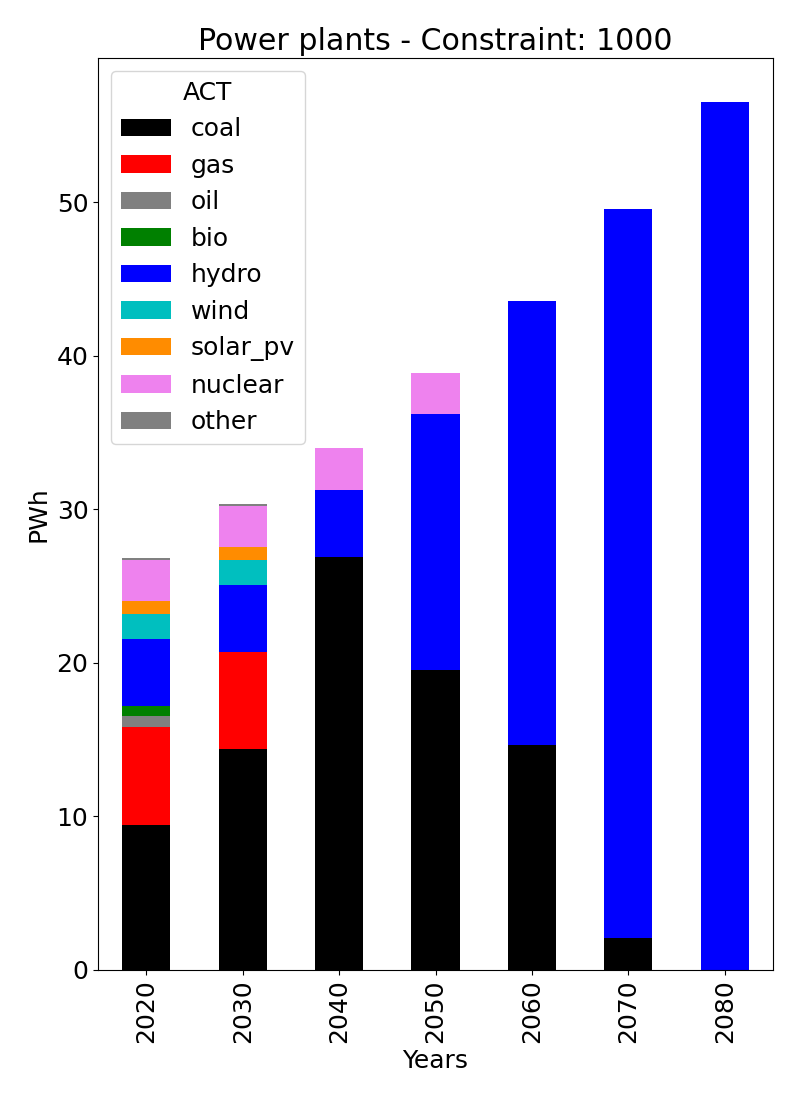 Power plants - Constraint: 1000
ACT
coal
gas
oil
bio
hydro
wind
solar_pv
nuclear
other
PWh
50
40
30
20
10
0
2020 2030 2040 2050 2060 2070 2080
Years